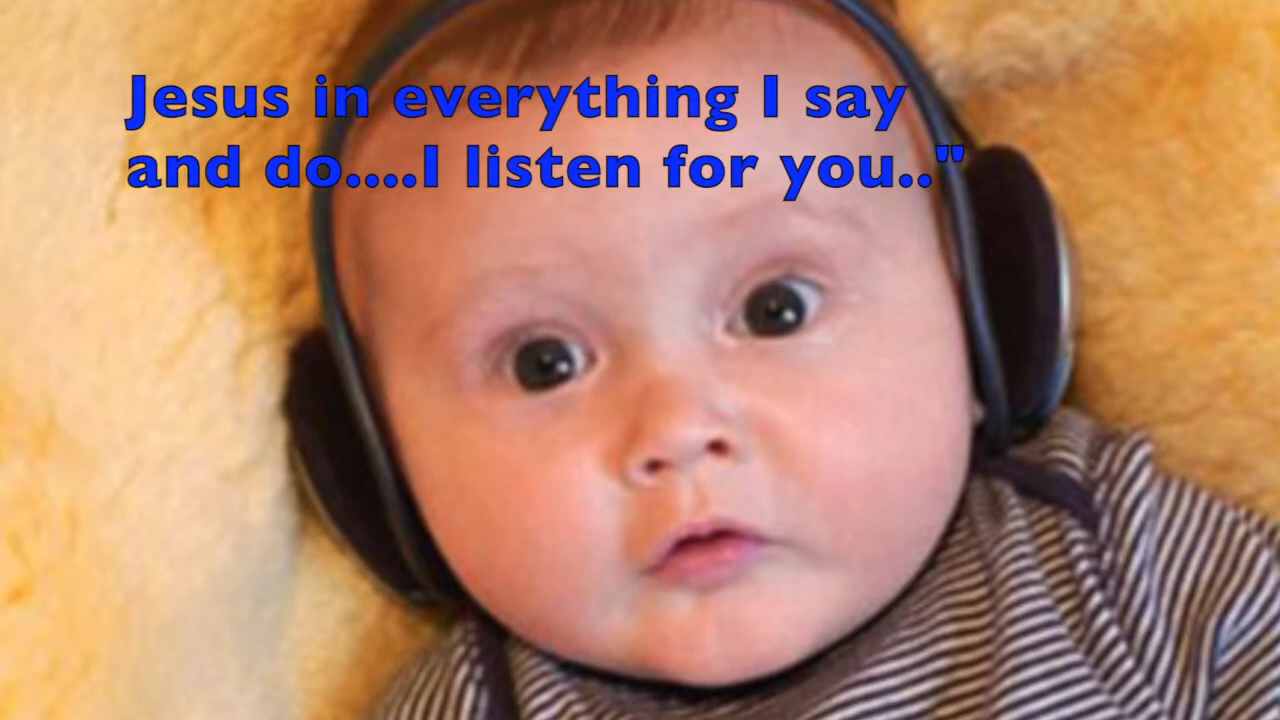 Jesus in everything I say
and do....I listen for you.."